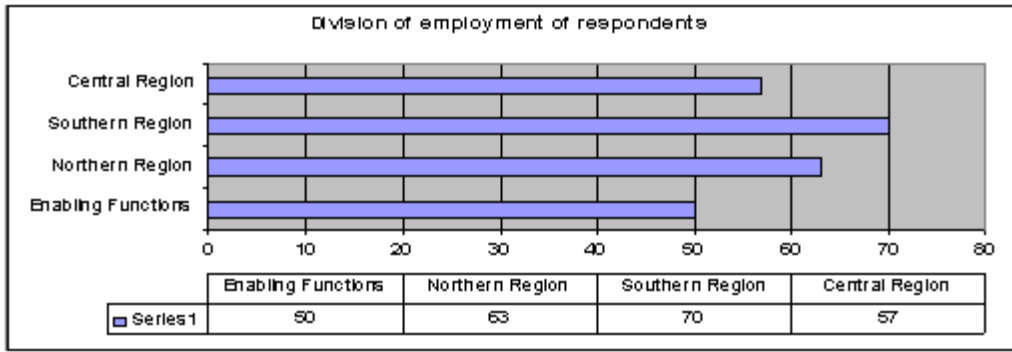 Division of employment of respondents
Central Region
Southern Region
Northern Region
Enabling Functions
0 10 20 30 40 50 60 70 80
Enabling Functions Northern Region Southern Region Central Region
Series1 50 63 70 57